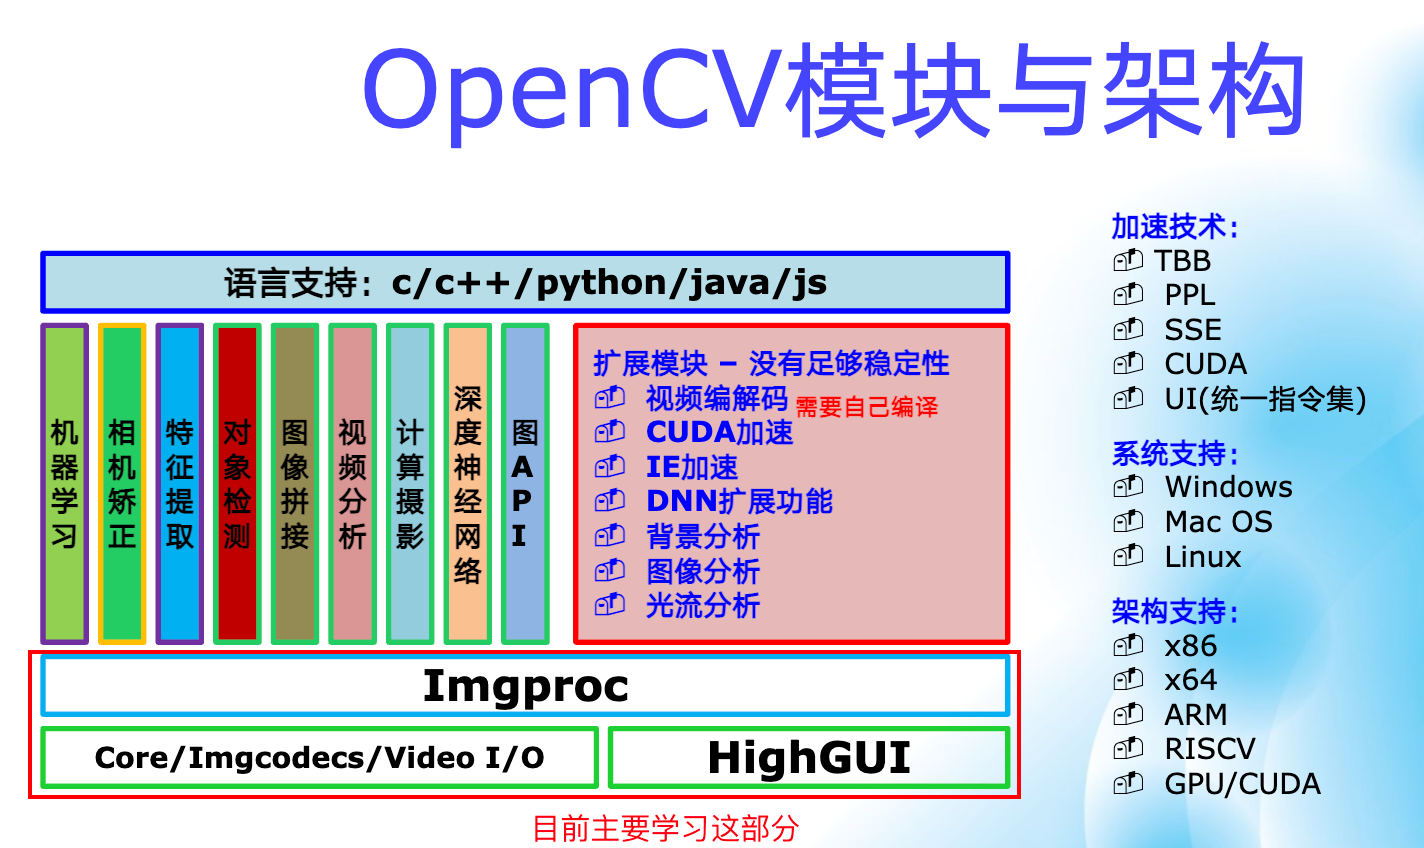 OpenCV模块与架构
语言支持：c/c++/python/java/js
机器学习
相机矫正
特征提取
对象检测
图像拼接
视频分析
计算摄影
深度神经网络
图API
扩展模块 – 没有足够稳定性
视频编解码 需要自己编译
CUDA加速
IE加速
DNN扩展功能
背景分析
图像分析
光流分析
Imgproc
Core/Imgcodecs/Video I/O
HighGUI
目前主要学习这部分
加速技术：
TBB
PPL
SSE
CUDA
UI(统一指令集)
系统支持：
Windows
Mac OS
Linux
架构支持：
x86
x64
ARM
RISCV
GPU/CUDA